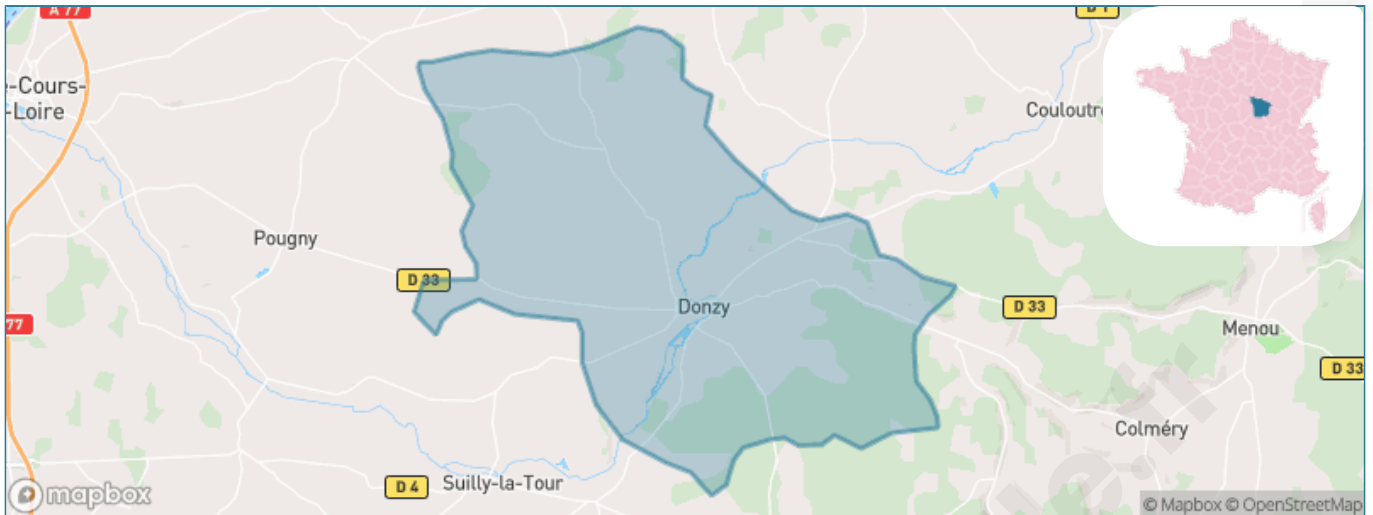 A 77
D 1
e-Cours-
-Loire
Couloutre
Pougny
D 33
Donzy
D 33
77
Menou
D 33
Colméry
D 4
Suilly-la-Tour
mapbox
© Mapbox © OpenStreetMap